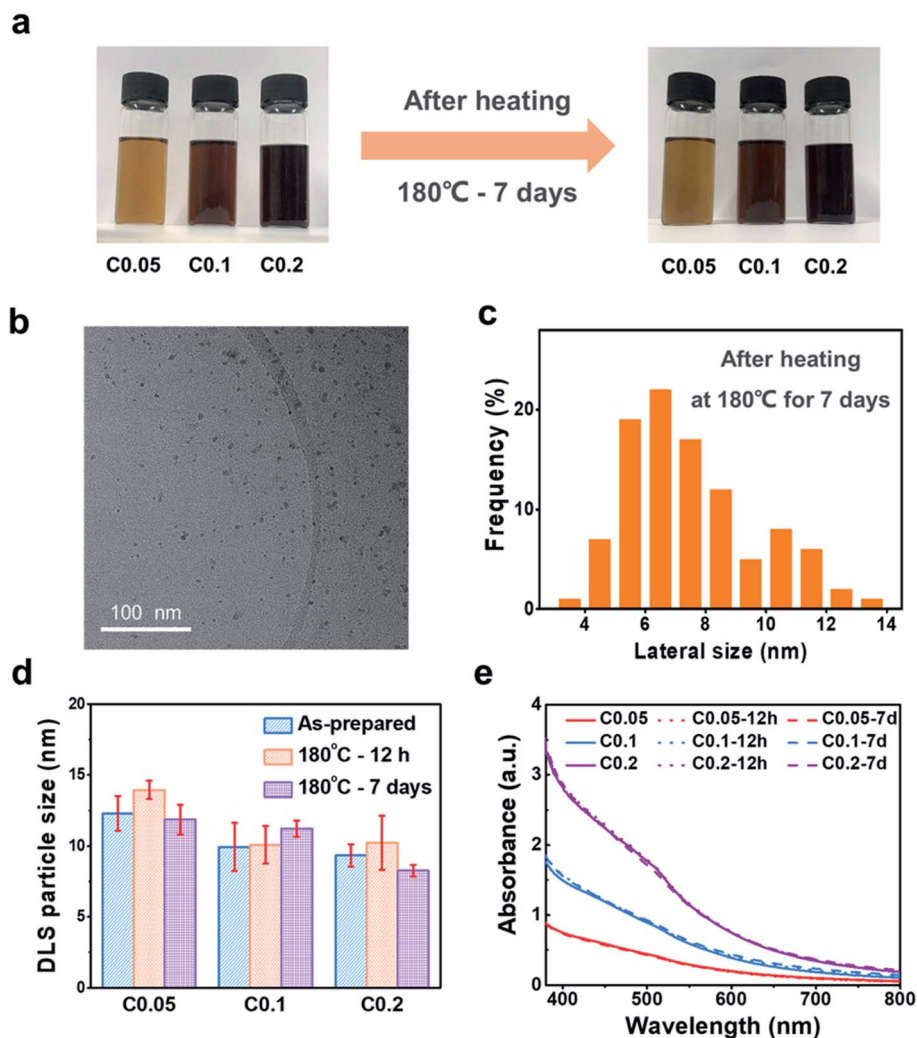 a
After heating
180℃ - 7 days
C0.05 C0.1 C0.2
C0.05 C0.1 C0.2
b
100 nm
c
After heating
at 180℃ for 7 days
Frequency (%)
20
10
0
4 6 8 10 12 14
Lateral size (nm)
d
As-prepared
180°C - 12 h
180°C - 7 days
DLS particle size (nm)
20
15
10
5
0
C0.05 C0.1 C0.2
e
C0.05 C0.05-12h C0.05-7d
C0.1 C0.1-12h C0.1-7d
C0.2 C0.2-12h C0.2-7d
Absorbance (a.u.)
4
3
2
1
0
400 500 600 700 800
Wavelength (nm)